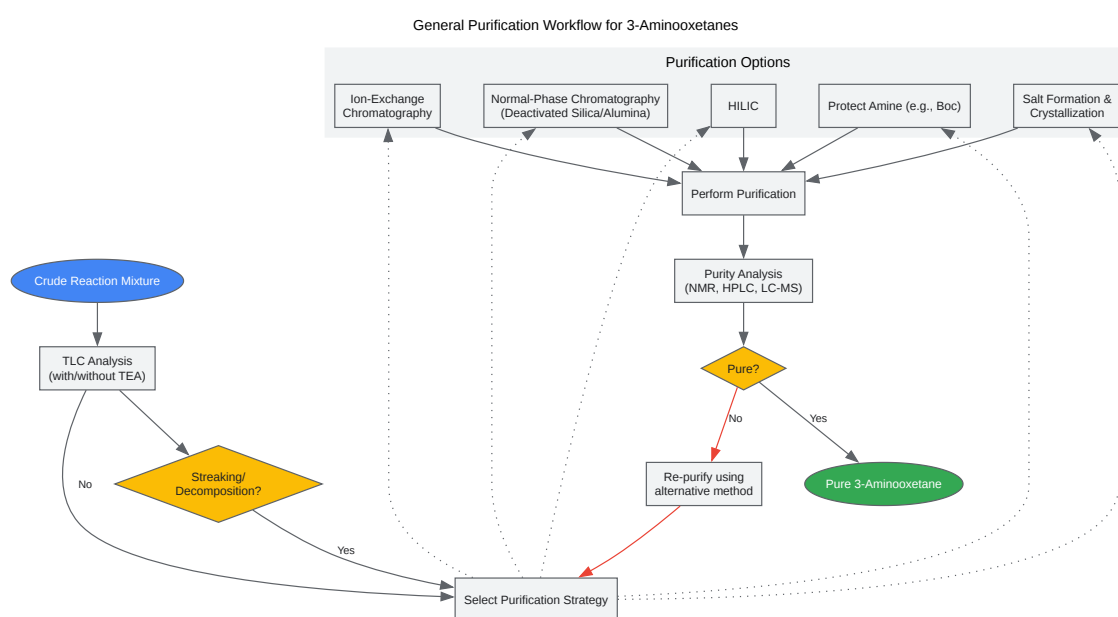 General Purification Workflow for 3-Aminooxetanes
Purification Options
Ion-Exchange
Chromatography
Normal-Phase Chromatography
(Deactivated Silica/Alumina)
HILIC
Protect Amine (e.g., Boc)
Salt Formation &
Crystallization
Perform Purification
Crude Reaction Mixture
Purity Analysis
(NMR, HPLC, LC-MS)
TLC Analysis
(with/without TEA)
Pure?
No
Yes
Streaking/
Decomposition?
No
Re-purify using
alternative method
Pure 3-Aminooxetane
Yes
Select Purification Strategy